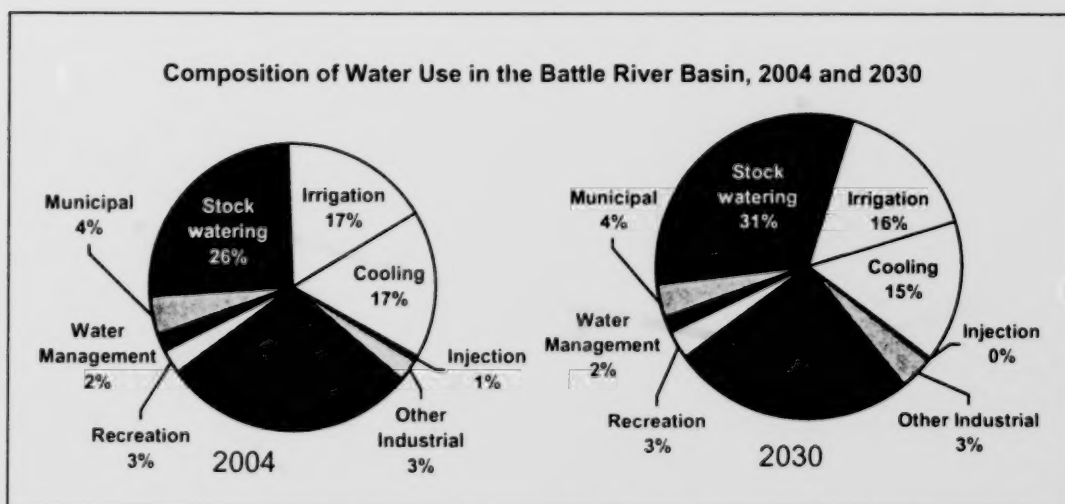 Composition of Water Use in the Battle River Basin, 2004 and 2030
Municipal
4%
Stock
watering
26%
Irrigation
17%
Cooling
17%
Water
Management
2%
Injection
1%
Recreation
3%
Other
Industrial
3%
2004
Municipal
4%
Stock
watering
31%
Irrigation
16%
Cooling
15%
Water
Management
2%
Injection
0%
Recreation
3%
Other Industrial
3%
2030